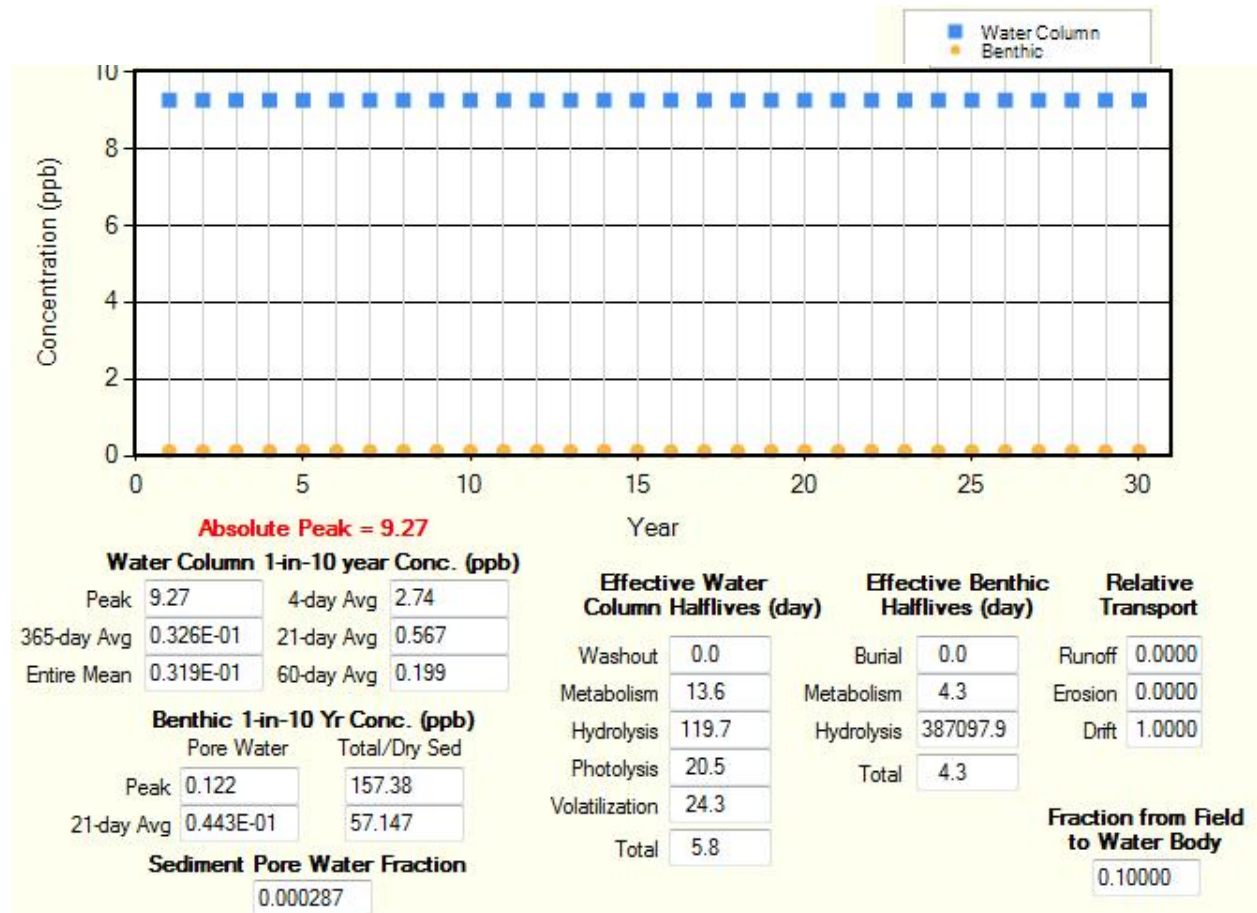 Water Column
Benthic
10
8
6
4
2
0
Concentration (ppb)
0 5 10 15 20 25 30
Year
Absolute Peak = 9.27
Water Column 1-in-10 year Conc. (ppb)
Peak 9.27 4-day Avg 2.74
365-day Avg 0.326E-01 21-day Avg 0.567
Entire Mean 0.319E-01 60-day Avg 0.199
Benthic 1-in-10 Yr Conc. (ppb)
Pore Water Total/Dry Sed
Peak 0.122 157.38
21-day Avg 0.443E-01 57.147
Sediment Pore Water Fraction
0.000287
Effective Water
Column Halflives (day)
Washout 0.0
Metabolism 13.6
Hydrolysis 119.7
Photolysis 20.5
Volatilization 24.3
Total 5.8
Effective Benthic
Halflives (day)
Burial 0.0
Metabolism 4.3
Hydrolysis 387097.9
Total 4.3
Relative
Transport
Runoff 0.0000
Erosion 0.0000
Drift 1.0000
Fraction from Field
to Water Body
0.10000